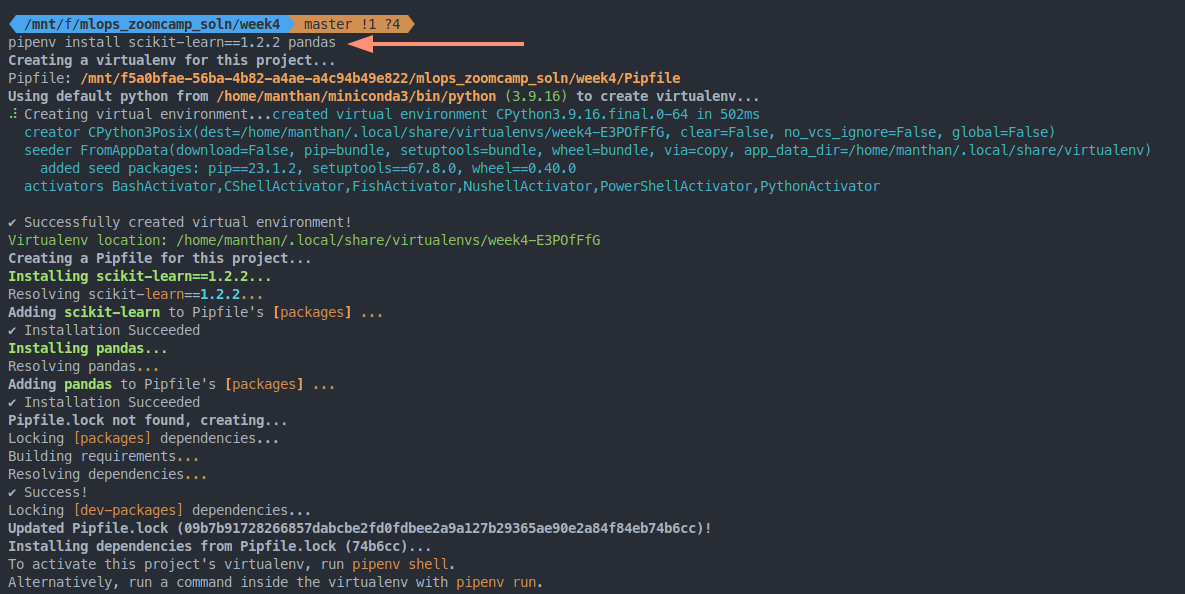 /mnt/f/mlops_zoomcamp_soln/week4 master !1 ?4
pipenv install scikit-learn==1.2.2 pandas
Creating a virtualenv for this project...
Pipfile: /mnt/f5a0bfae-56ba-4b82-a4ae-a4c94b49e822/mlops_zoomcamp_soln/week4/Pipfile
Using default python from /home/manthan/miniconda3/bin/python (3.9.16) to create virtualenv...
⠼ Creating virtual environment...created virtual environment CPython3.9.16.final.0-64 in 502ms
creator CPython3Posix(dest=/home/manthan/.local/share/virtualenvs/week4-E3POfFfG, clear=False, no_vcs_ignore=False, global=False)
seeder FromAppData(download=False, pip=bundle, setuptools=bundle, wheel=bundle, via=copy, app_data_dir=/home/manthan/.local/share/virtualenv)
added seed packages: pip==23.1.2, setuptools==67.8.0, wheel==0.40.0
activators BashActivator,CShellActivator,FishActivator,NushellActivator,PowerShellActivator,PythonActivator
✔ Successfully created virtual environment!
Virtualenv location: /home/manthan/.local/share/virtualenvs/week4-E3POfFfG
Creating a Pipfile for this project...
Installing scikit-learn==1.2.2...
Resolving scikit-learn==1.2.2...
Adding scikit-learn to Pipfile's [packages] ...
✔ Installation Succeeded
Installing pandas...
Resolving pandas...
Adding pandas to Pipfile's [packages] ...
✔ Installation Succeeded
Pipfile.lock not found, creating...
Locking [packages] dependencies...
Building requirements...
Resolving dependencies...
✔ Success!
Locking [dev-packages] dependencies...
Updated Pipfile.lock (09b7b91728266857dabcbe2fd0fdbee2a9a127b29365ae90e2a84f84eb74b6cc)!
Installing dependencies from Pipfile.lock (74b6cc)...
To activate this project's virtualenv, run pipenv shell.
Alternatively, run a command inside the virtualenv with pipenv run.